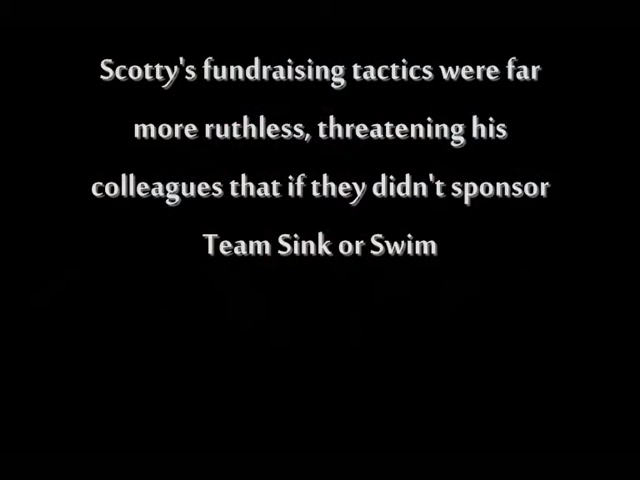 Scotty's fundraising tactics were far
more ruthless, threatening his
colleagues that if they didn't sponsor
Team Sink or Swim